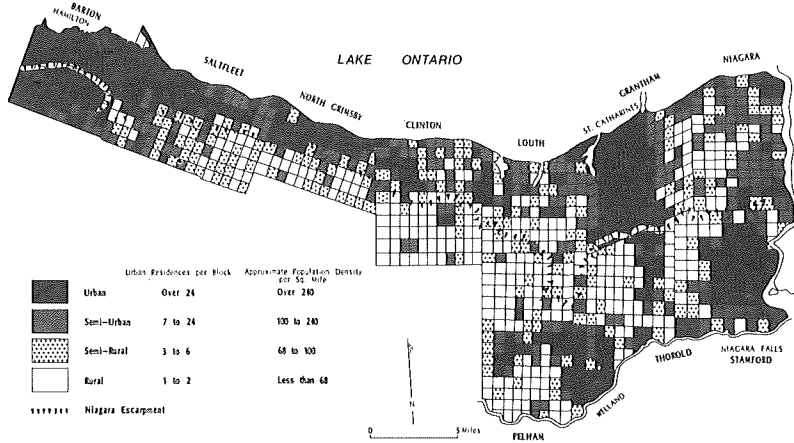 BARTON
HAMILTON
SALTFLEET
LAKE ONTARIO
NORTH GRIMSBY
CLINTON
LOUTH
ST. CATHARINES
GRANTHAM
NIAGARA
Urban Residences per Block
Approximate Population Density per Sq. Mile
Urban Over 24 Over 240
Semi-Urban 7 to 24 100 to 240
Semi-Rural 3 to 6 68 to 100
Rural 1 to 2 Less than 68
Niagara Escarpment
N
0 5 Miles
PELHAM
WELLAND
THOROLD
NIAGARA FALLS
STAMFORD